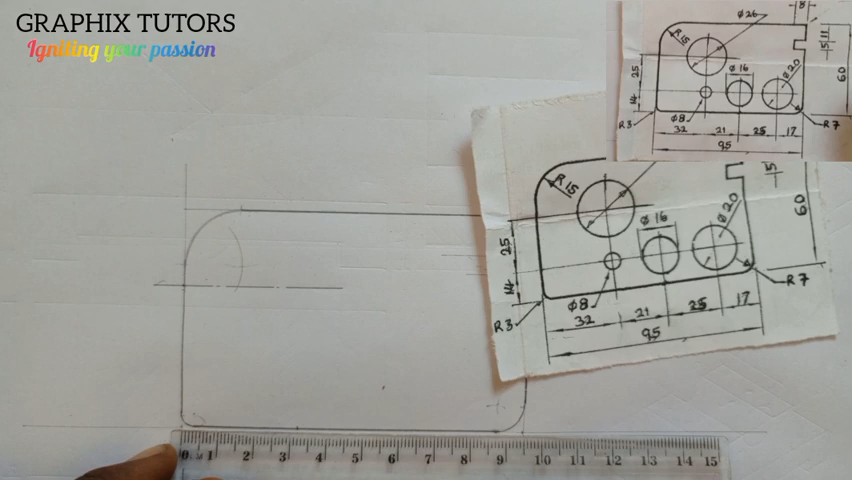 GRAPHIX TUTORS
Igniting your passion
Ø26
8
R15
5 11
60
25
Ø16
Ø20
14
R3
Ø8
R7
32 21 25 17
95
R15
5
60
25
Ø16
Ø20
14
R3
Ø8
R7
32 21 25 17
95
0 1 2 3 4 5 6 7 8 9 10 11 12 13 14 15